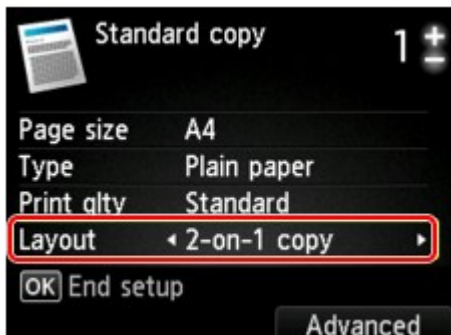 Standard copy 1
Page size A4
Type Plain paper
Print qlty Standard
Layout 2-on-1 copy
OK End setup
Advanced